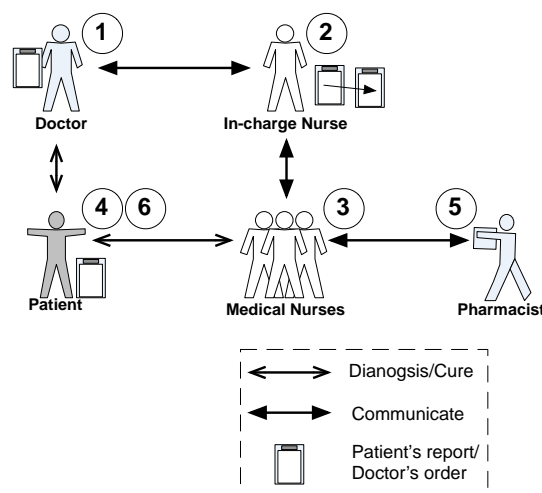 1
2
Doctor
In-charge Nurse
4
6
3
5
Patient
Medical Nurses
Pharmacist
Dianogsis/Cure
Communicate
Patient's report/
Doctor's order